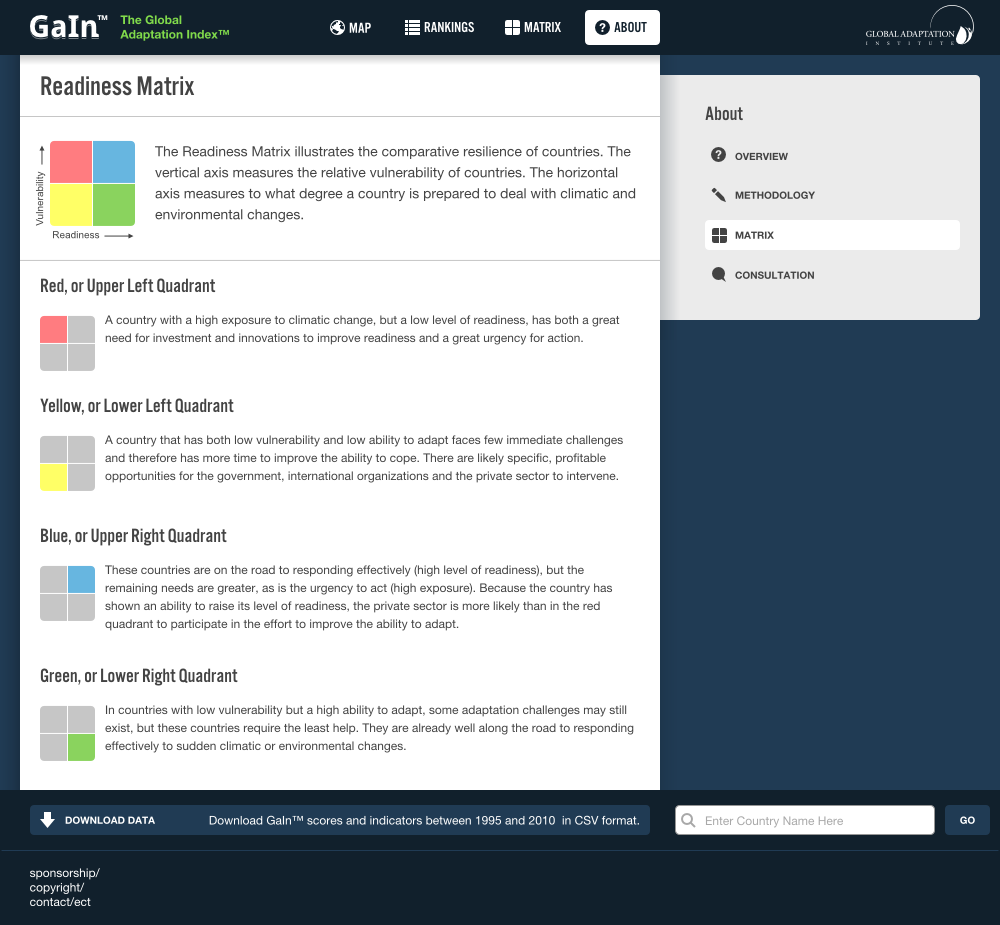 GaIn™
The Global
Adaptation Index™
MAP
RANKINGS
MATRIX
ABOUT
GLOBAL ADAPTATION
INSTITUTE
Readiness Matrix
Vulnerability
Readiness
The Readiness Matrix illustrates the comparative resilience of countries. The
vertical axis measures the relative vulnerability of countries. The horizontal
axis measures to what degree a country is prepared to deal with climatic and
environmental changes.
Red, or Upper Left Quadrant
A country with a high exposure to climatic change, but a low level of readiness, has both a great
need for investment and innovations to improve readiness and a great urgency for action.
Yellow, or Lower Left Quadrant
A country that has both low vulnerability and low ability to adapt faces few immediate challenges
and therefore has more time to improve the ability to cope. There are likely specific, profitable
opportunities for the government, international organizations and the private sector to intervene.
Blue, or Upper Right Quadrant
These countries are on the road to responding effectively (high level of readiness), but the
remaining needs are greater, as is the urgency to act (high exposure). Because the country has
shown an ability to raise its level of readiness, the private sector is more likely than in the red
quadrant to participate in the effort to improve the ability to adapt.
Green, or Lower Right Quadrant
In countries with low vulnerability but a high ability to adapt, some adaptation challenges may still
exist, but these countries require the least help. They are already well along the road to responding
effectively to sudden climatic or environmental changes.
About
OVERVIEW
METHODOLOGY
MATRIX
CONSULTATION
DOWNLOAD DATA
Download GaIn™ scores and indicators between 1995 and 2010 in CSV format.
Enter Country Name Here
GO
sponsorship/
copyright/
contact/ect